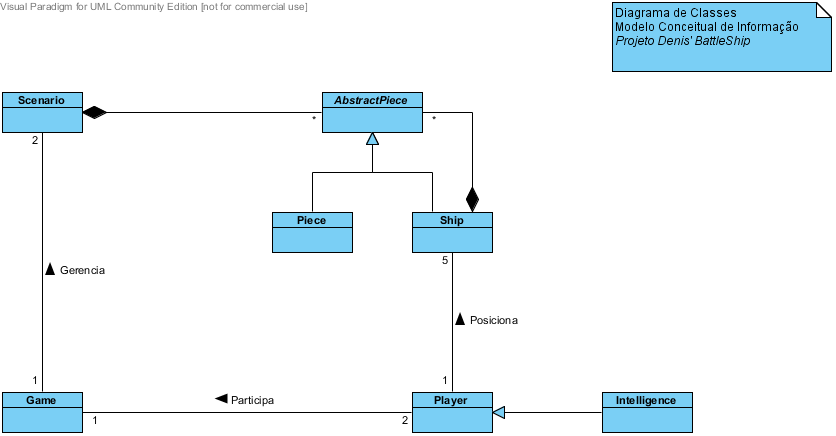 Visual Paradigm for UML Community Edition [not for commercial use]
Diagrama de Classes
Modelo Conceitual de Informação
Projeto Denis' BattleShip
Scenario
AbstractPiece
* *
2
Piece
Ship
5
Gerencia
Posiciona
1
1
Game
Participa
Player
Intelligence
1
2